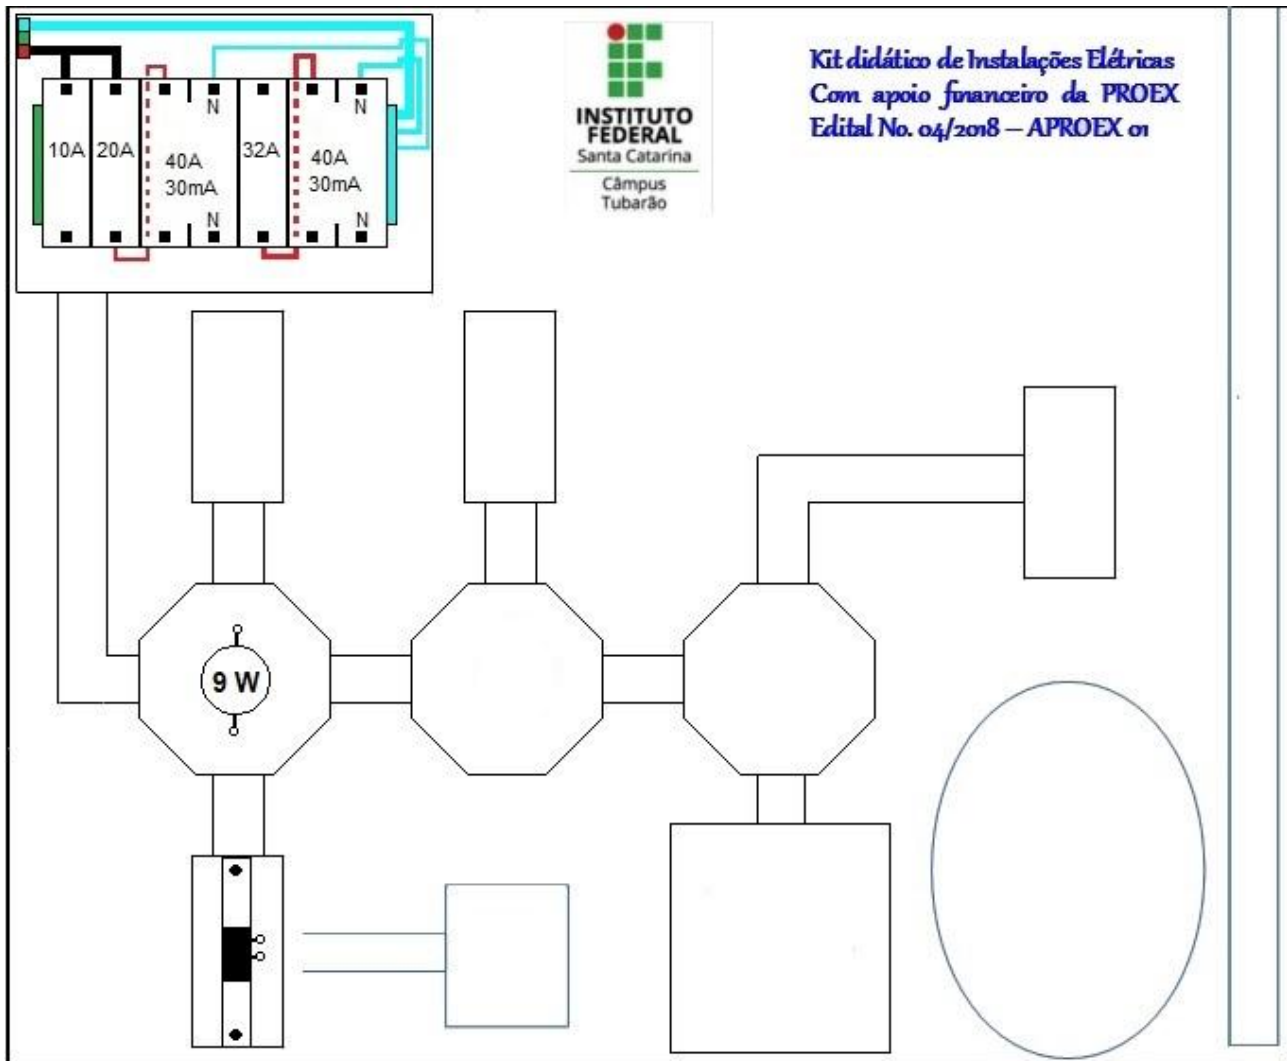 Kit didático de Instalações Elétricas
Com apoio financeiro da PROEX
Edital No. 04/2018 – APROEX 01
INSTITUTO
FEDERAL
Santa Catarina
Câmpus
Tubarão
N
N
10A
20A
40A
30mA
32A
40A
30mA
N
N
9 W